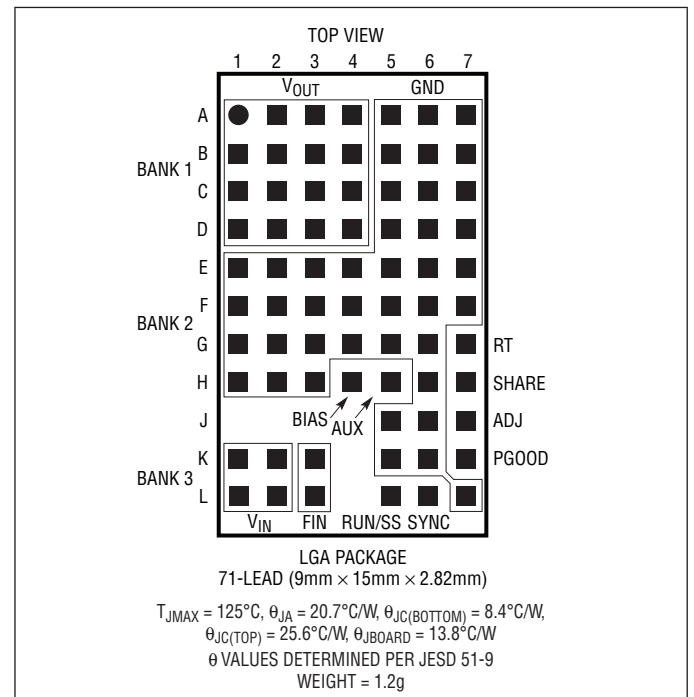 TOP VIEW
1 2 3 4 5 6 7
VOUT GND
A
B
BANK 1
C
D
E
F
BANK 2
G RT
H SHARE
BIAS AUX
J ADJ
K PGOOD
BANK 3
L
VIN FIN RUN/SS SYNC
LGA PACKAGE
71-LEAD (9mm × 15mm × 2.82mm)
TJMAX = 125°C, θJA = 20.7°C/W, θJC(BOTTOM) = 8.4°C/W,
θJC(TOP) = 25.6°C/W, θJBOARD = 13.8°C/W
θ VALUES DETERMINED PER JESD 51-9
WEIGHT = 1.2g